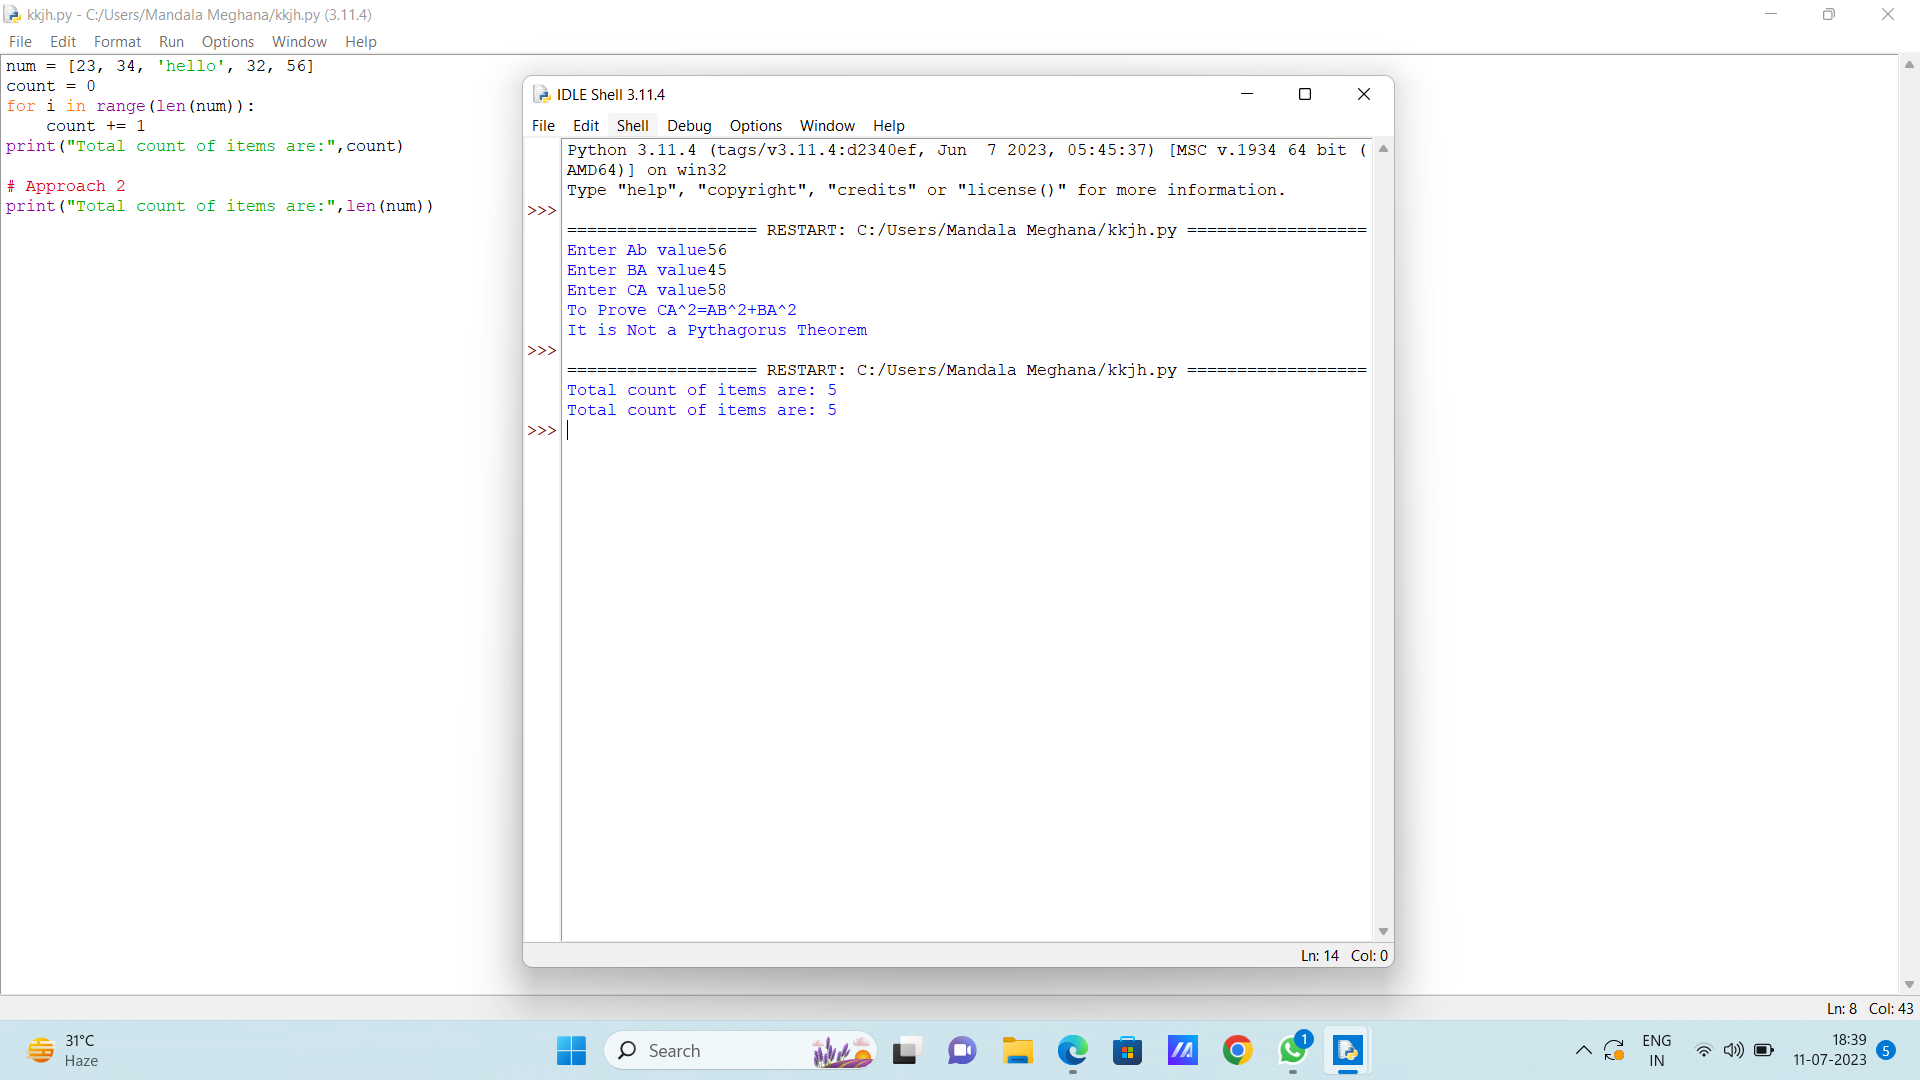 kkjh.py - C:/Users/Mandala Meghana/kkjh.py (3.11.4)
File Edit Format Run Options Window Help
num = [23, 34, 'hello', 32, 56]
count = 0
for i in range(len(num)):
    count += 1
print("Total count of items are:",count)
# Approach 2
print("Total count of items are:",len(num))
IDLE Shell 3.11.4
File Edit Shell Debug Options Window Help
Python 3.11.4 (tags/v3.11.4:d2340ef, Jun  7 2023, 05:45:37) [MSC v.1934 64 bit (
AMD64)] on win32
Type "help", "copyright", "credits" or "license()" for more information.
>>>
=================== RESTART: C:/Users/Mandala Meghana/kkjh.py ==================
Enter Ab value56
Enter BA value45
Enter CA value58
To Prove CA^2=AB^2+BA^2
It is Not a Pythagorus Theorem
>>>
=================== RESTART: C:/Users/Mandala Meghana/kkjh.py ==================
Total count of items are: 5
Total count of items are: 5
>>>
Ln: 14 Col: 0
Ln: 8 Col: 43
31°C
Haze
Search
1
ENG
IN
18:39
11-07-2023
5